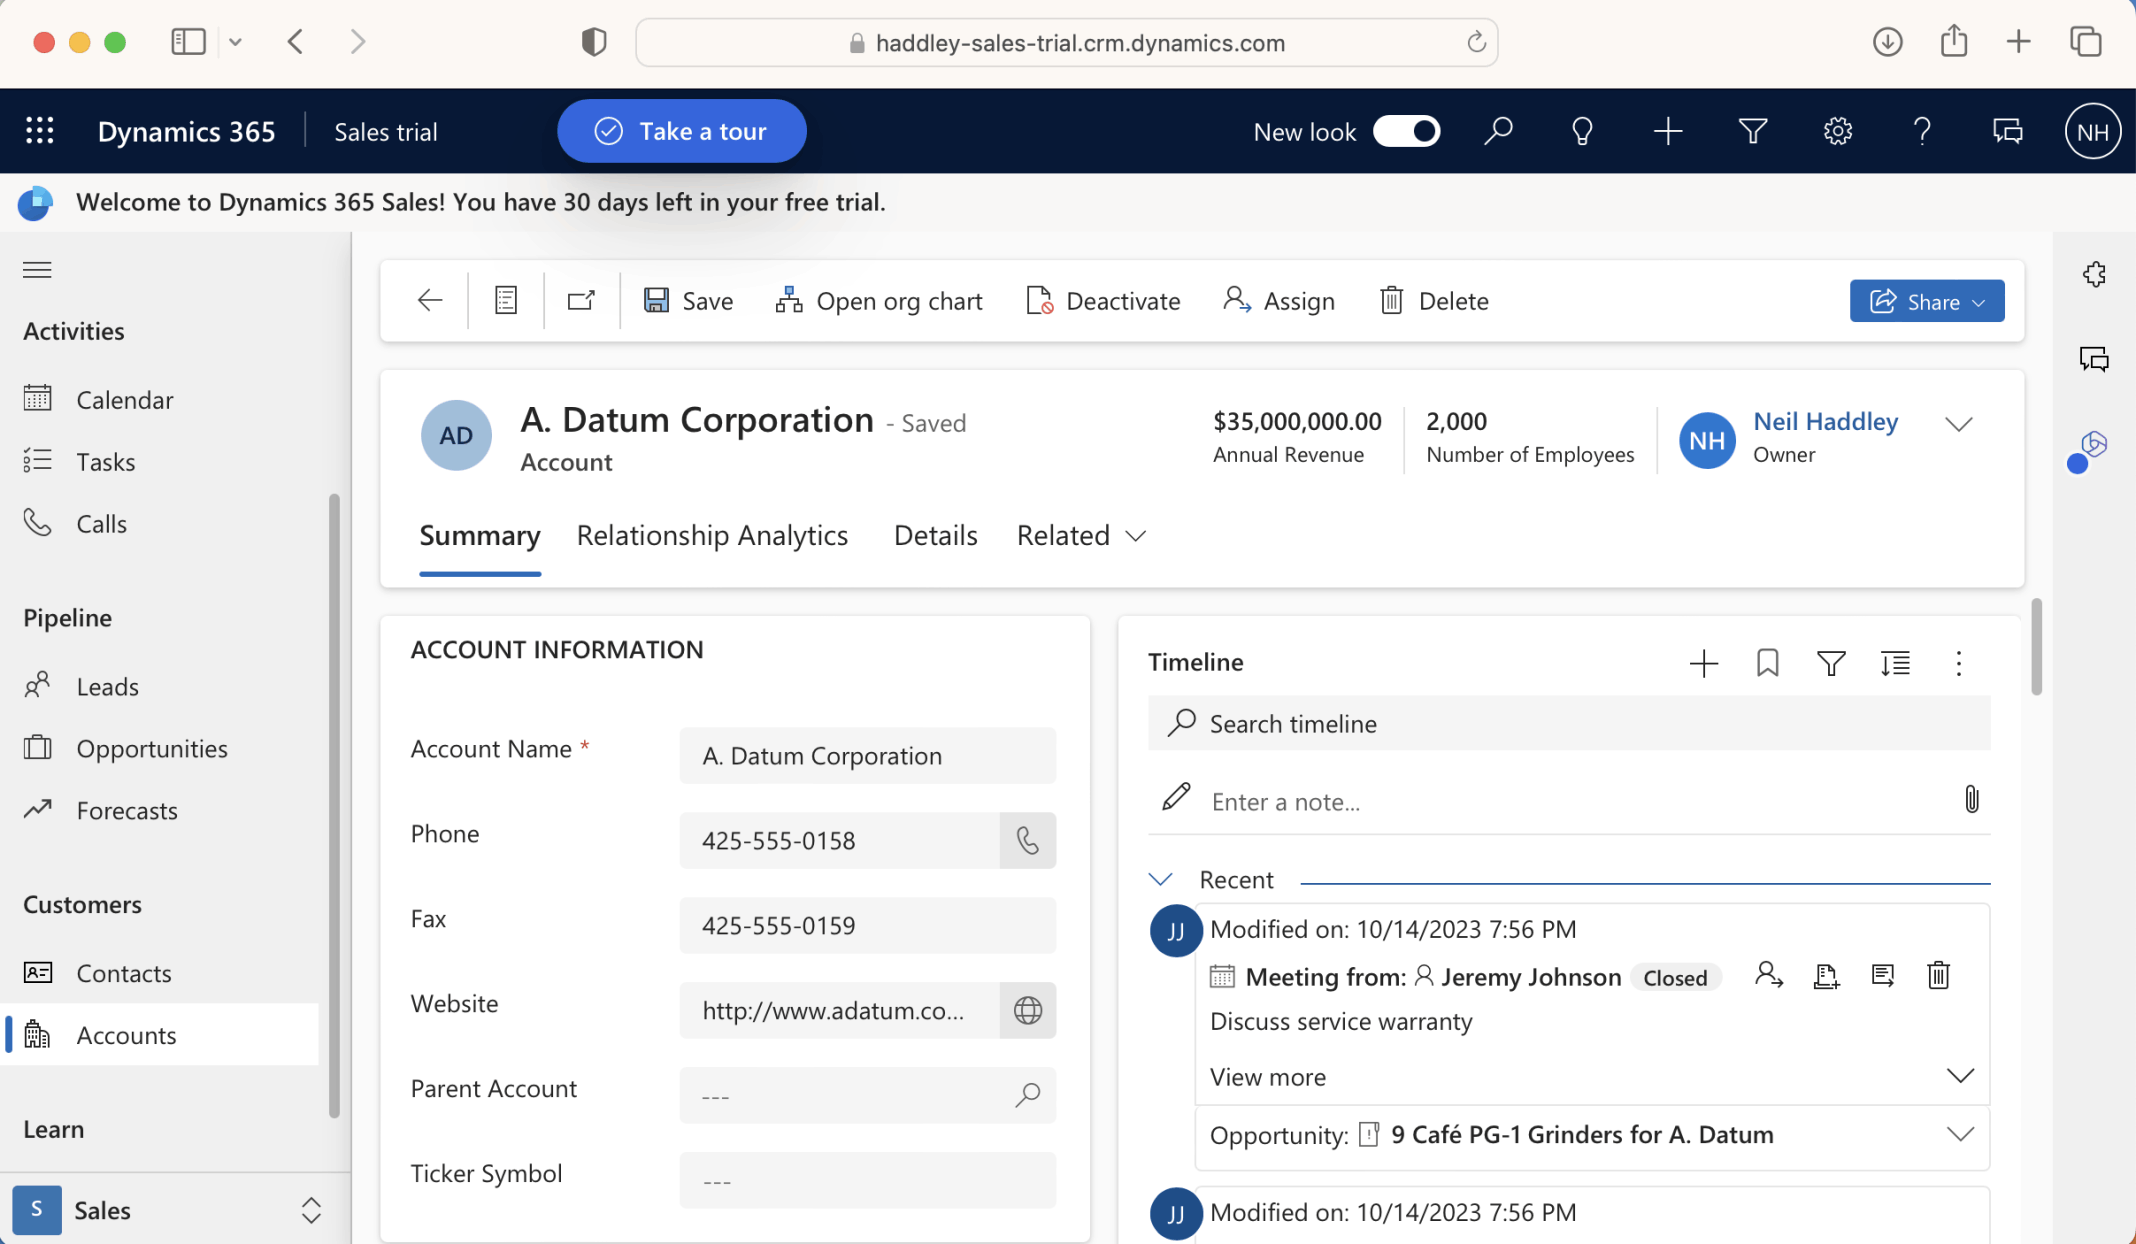 haddley-sales-trial.crm.dynamics.com
Dynamics 365
Sales trial
Take a tour
New look
NH
Welcome to Dynamics 365 Sales! You have 30 days left in your free trial.
Activities
Calendar
Tasks
Calls
Pipeline
Leads
Opportunities
Forecasts
Customers
Contacts
Accounts
Learn
S Sales
Save
Open org chart
Deactivate
Assign
Delete
Share
AD
A. Datum Corporation - Saved
Account
$35,000,000.00
Annual Revenue
2,000
Number of Employees
NH
Neil Haddley
Owner
Summary
Relationship Analytics
Details
Related
ACCOUNT INFORMATION
Account Name *
A. Datum Corporation
Phone
425-555-0158
Fax
425-555-0159
Website
http://www.adatum.co...
Parent Account
---
Ticker Symbol
---
Timeline
Search timeline
Enter a note...
Recent
JJ
Modified on: 10/14/2023 7:56 PM
Meeting from: Jeremy Johnson Closed
Discuss service warranty
View more
Opportunity: 9 Café PG-1 Grinders for A. Datum
JJ
Modified on: 10/14/2023 7:56 PM